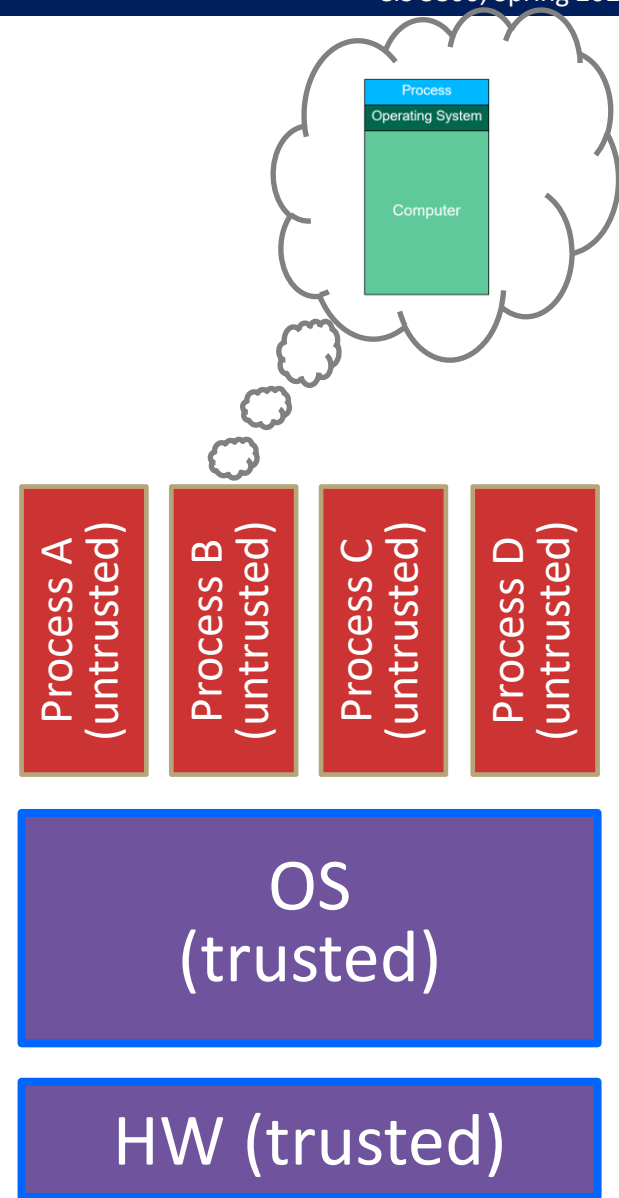 Process
Operating System
Computer
Process A
(untrusted)
Process B
(untrusted)
Process C
(untrusted)
Process D
(untrusted)
OS
(trusted)
HW (trusted)